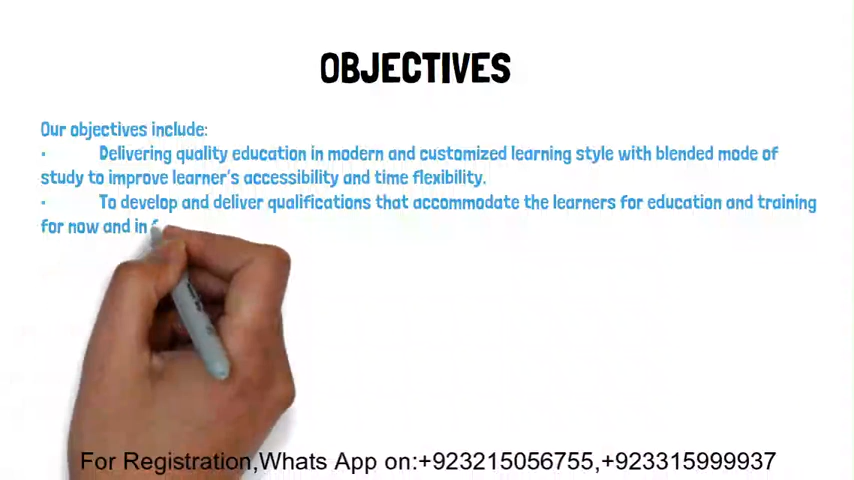 OBJECTIVES
Our objectives include:
· Delivering quality education in modern and customized learning style with blended mode of
study to improve learner's accessibility and time flexibility.
· To develop and deliver qualifications that accommodate the learners for education and training
for now and in
For Registration,Whats App on:+923215056755,+923315999937